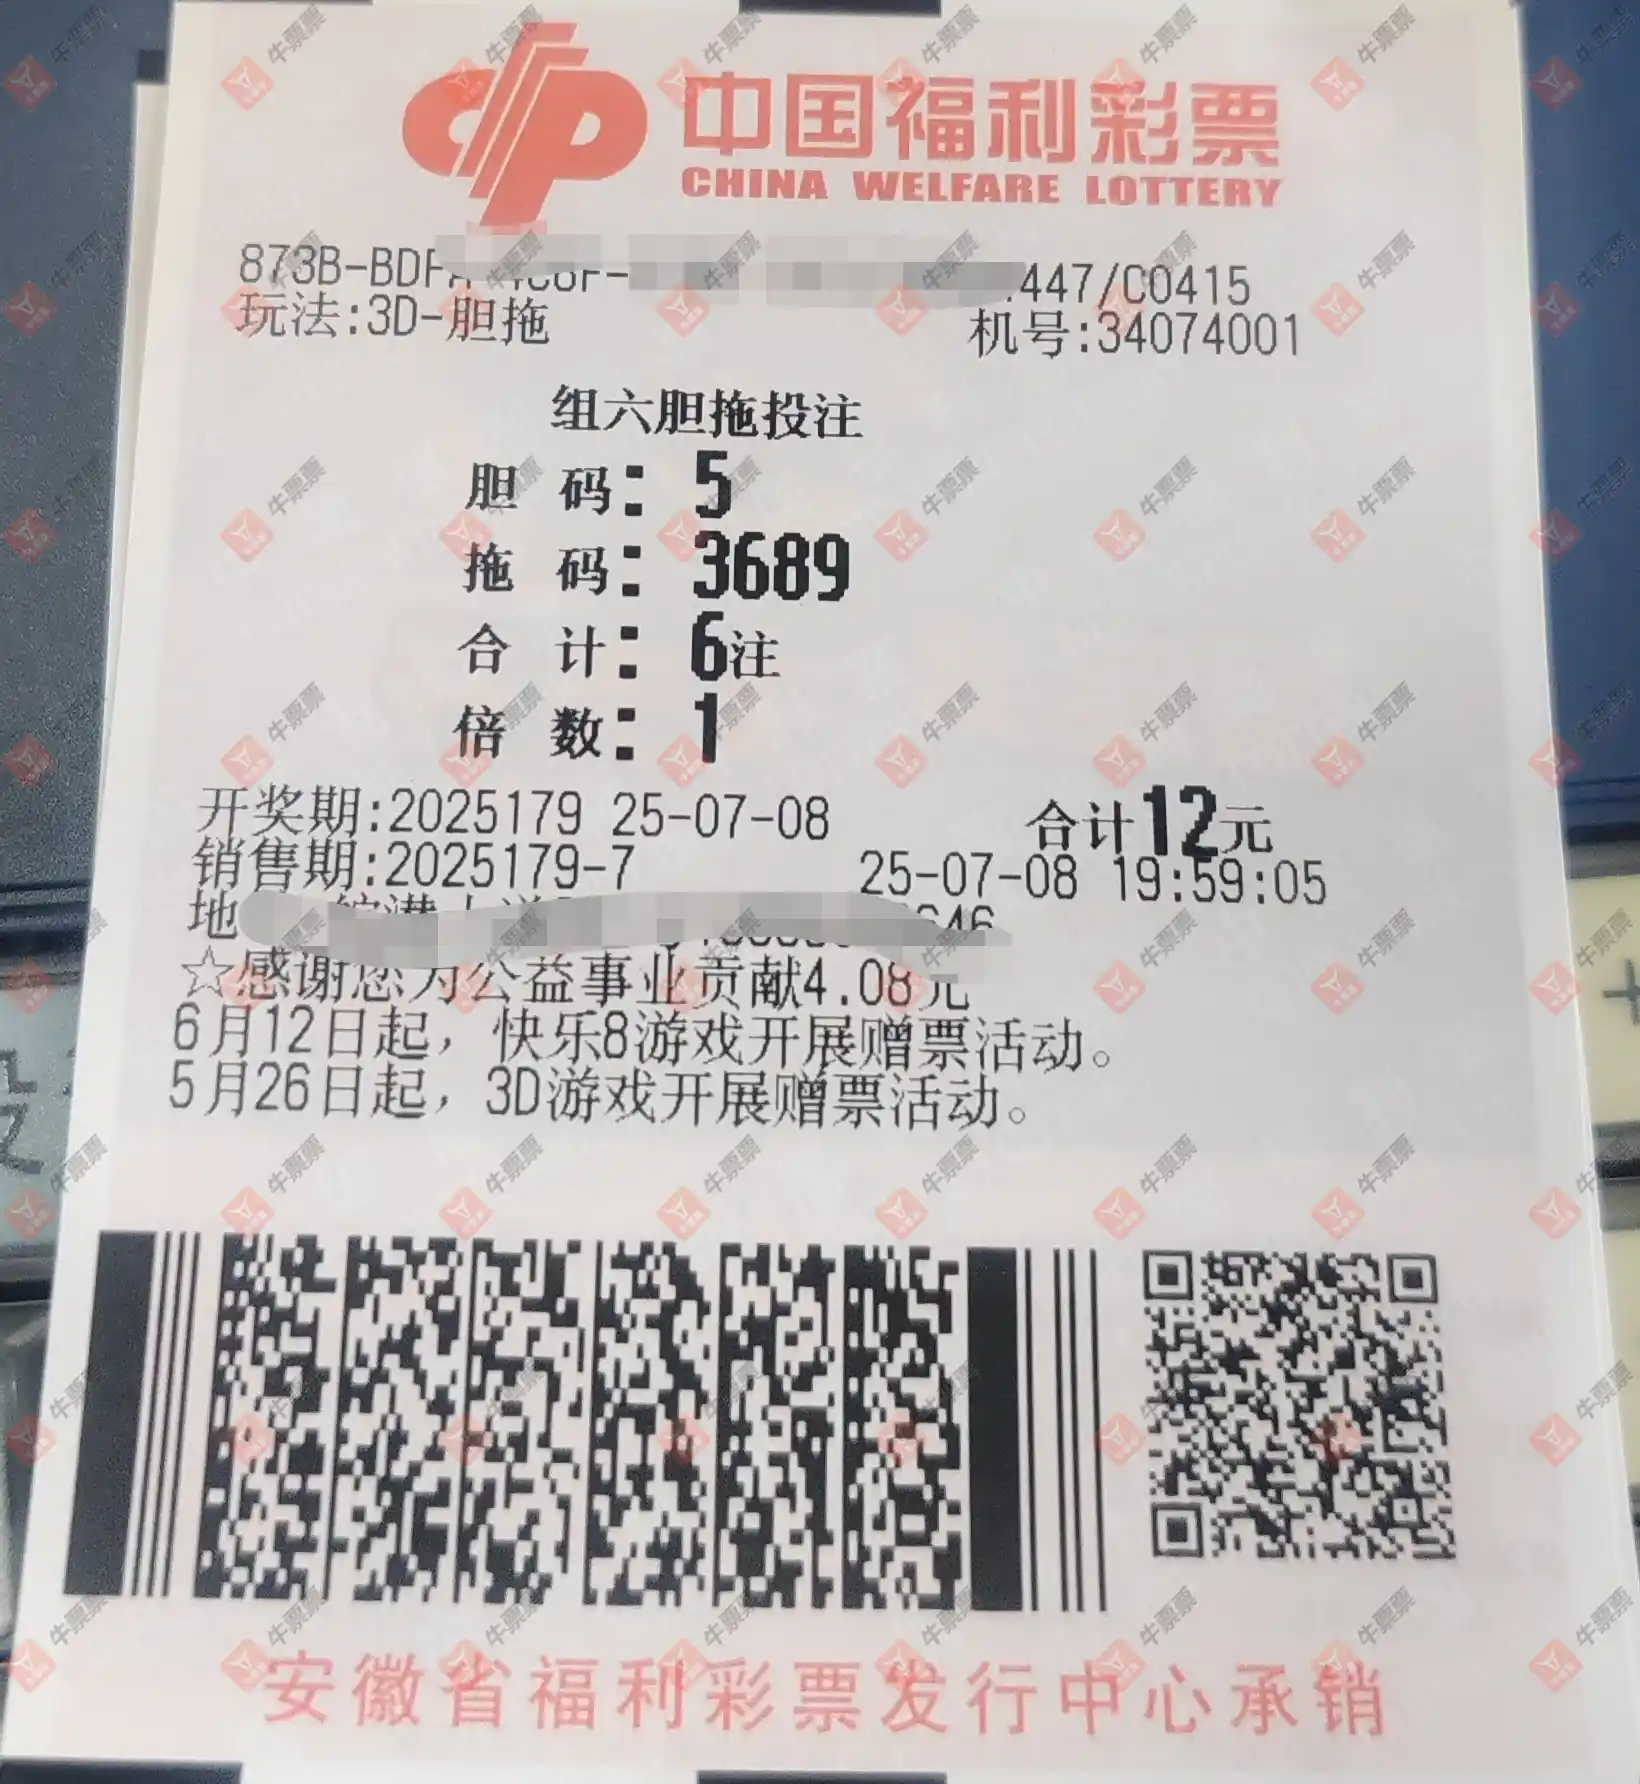 中国福利彩票
CHINA WELFARE LOTTERY
873B-BDF
447/C0415
玩法:3D-胆拖
机号:34074001
组六胆拖投注
胆 码: 5
拖 码: 3689
合 计: 6注
倍 数: 1
开奖期:2025179 25-07-08 合计12元
销售期:2025179-7 25-07-08 19:59:05
地
☆感谢您为公益事业贡献4.08元
6月12日起，快乐8游戏开展赠票活动。
5月26日起，3D游戏开展赠票活动。
安徽省福利彩票发行中心承销
牛票票